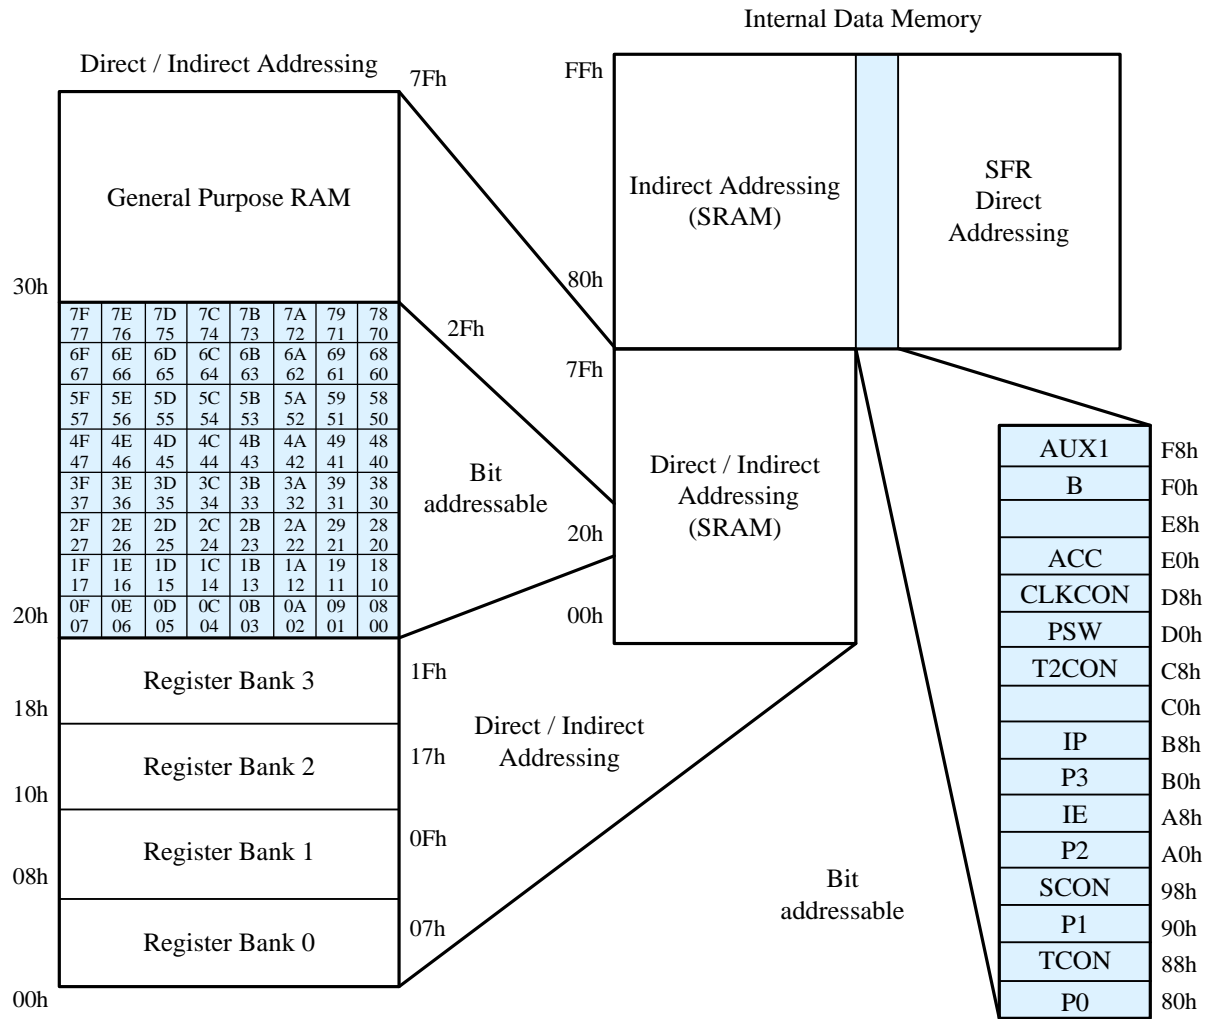 Internal Data Memory
Direct / Indirect Addressing
7Fh
General Purpose RAM
30h
7F 7E 7D 7C 7B 7A 79 78
77 76 75 74 73 72 71 70
6F 6E 6D 6C 6B 6A 69 68
67 66 65 64 63 62 61 60
5F 5E 5D 5C 5B 5A 59 58
57 56 55 54 53 52 51 50
4F 4E 4D 4C 4B 4A 49 48
47 46 45 44 43 42 41 40
3F 3E 3D 3C 3B 3A 39 38
37 36 35 34 33 32 31 30
2F 2E 2D 2C 2B 2A 29 28
27 26 25 24 23 22 21 20
1F 1E 1D 1C 1B 1A 19 18
17 16 15 14 13 12 11 10
0F 0E 0D 0C 0B 0A 09 08
07 06 05 04 03 02 01 00
20h
2Fh
Bit
addressable
Register Bank 3
1Fh
18h
Register Bank 2
17h
10h
Register Bank 1
0Fh
08h
Register Bank 0
07h
00h
Direct / Indirect
Addressing
FFh
Indirect Addressing
(SRAM)
80h
SFR
Direct
Addressing
7Fh
Direct / Indirect
Addressing
(SRAM)
20h
00h
Bit
addressable
AUX1 F8h
B F0h
E8h
ACC E0h
CLKCON D8h
PSW D0h
T2CON C8h
C0h
IP B8h
P3 B0h
IE A8h
P2 A0h
SCON 98h
P1 90h
TCON 88h
P0 80h